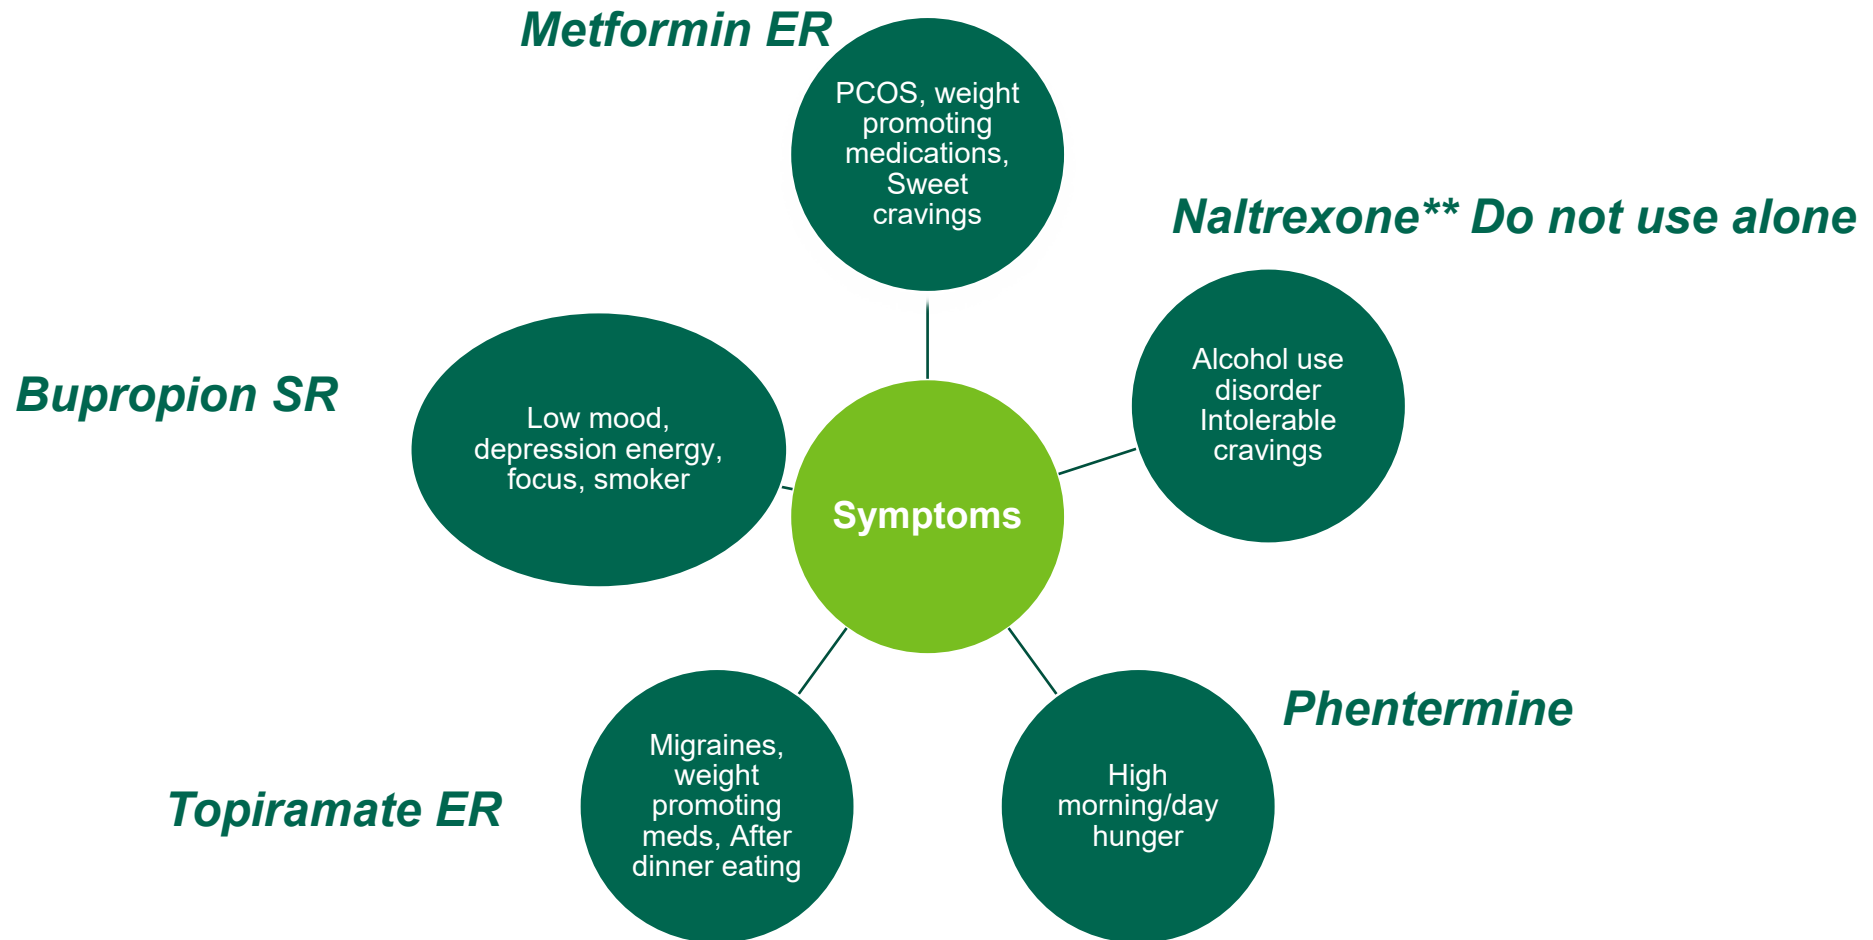 Metformin ER
PCOS, weight
promoting
medications,
Sweet
cravings
Naltrexone** Do not use alone
Alcohol use
disorder
Intolerable
cravings
Bupropion SR
Low mood,
depression energy,
focus, smoker
Symptoms
Phentermine
High
morning/day
hunger
Topiramate ER
Migraines,
weight
promoting
meds, After
dinner eating